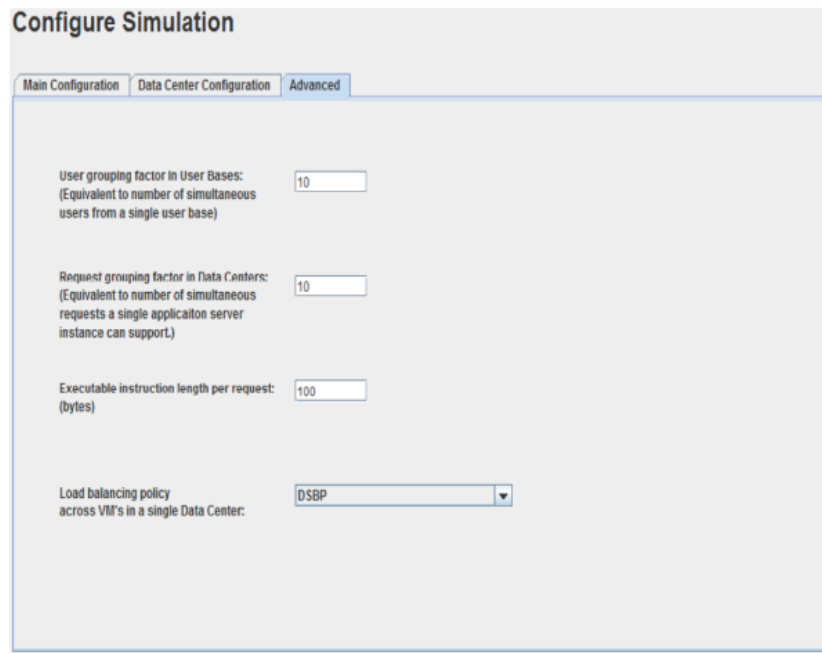 Configure Simulation
Main Configuration Data Center Configuration Advanced
User grouping factor in User Bases:
(Equivalent to number of simultaneous
users from a single user base)
10
Request grouping factor in Data Centers:
(Equivalent to number of simultaneous
requests a single applicaiton server
instance can support.)
10
Executable instruction length per request:
(bytes)
100
Load balancing policy
across VM's in a single Data Center:
DSBP